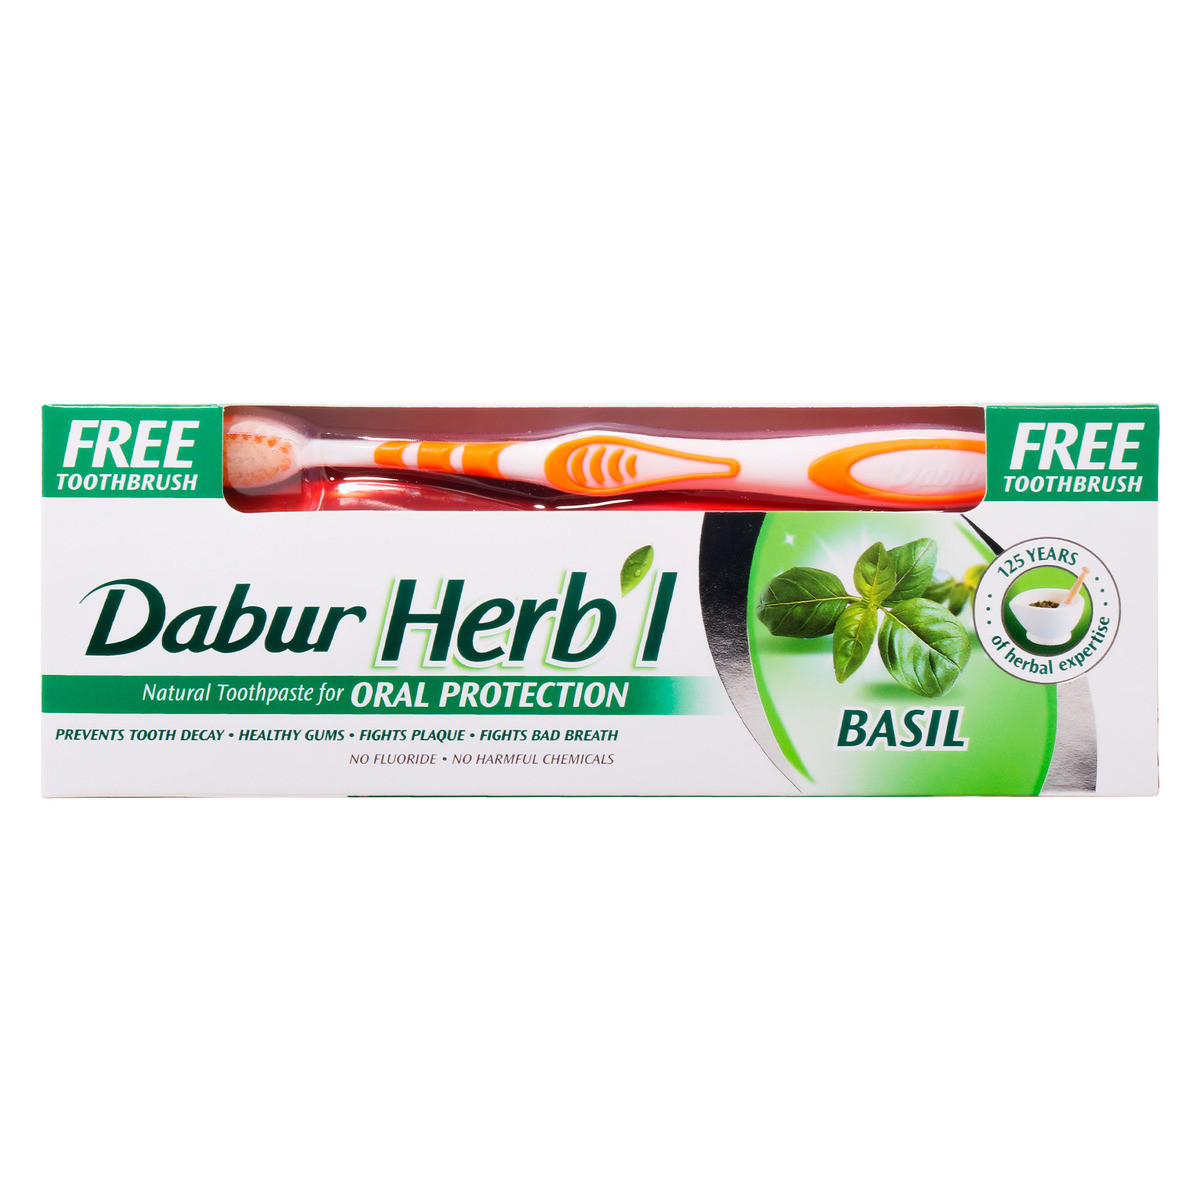 FREE
TOOTHBRUSH
Dabur
FREE
TOOTHBRUSH
Dabur Herb'l
125 YEARS
of herbal expertise
Natural Toothpaste for ORAL PROTECTION
BASIL
PREVENTS TOOTH DECAY • HEALTHY GUMS • FIGHTS PLAQUE • FIGHTS BAD BREATH
NO FLUORIDE • NO HARMFUL CHEMICALS